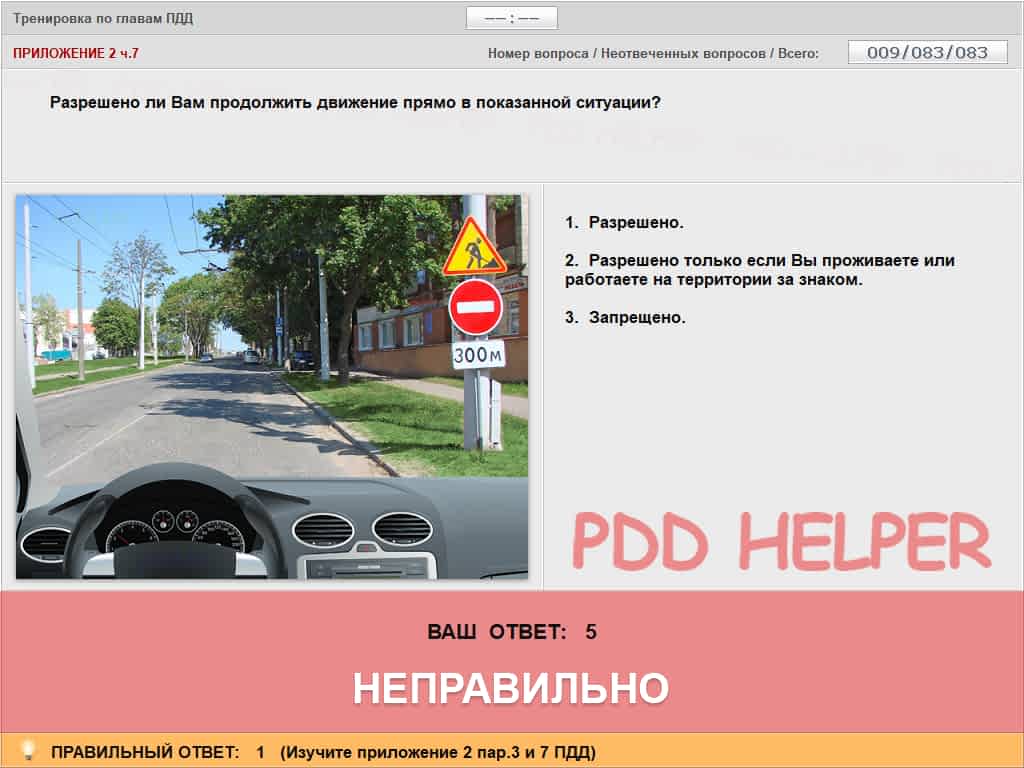 Тренировка по главам ПДД
—— : ——
ПРИЛОЖЕНИЕ 2 ч.7
Номер вопроса / Неотвеченных вопросов / Всего:
009/083/083
Разрешено ли Вам продолжить движение прямо в показанной ситуации?
300м
1. Разрешено.
2. Разрешено только если Вы проживаете или
работаете на территории за знаком.
3. Запрещено.
PDD HELPER
ВАШ ОТВЕТ: 5
НЕПРАВИЛЬНО
ПРАВИЛЬНЫЙ ОТВЕТ: 1 (Изучите приложение 2 пар.3 и 7 ПДД)